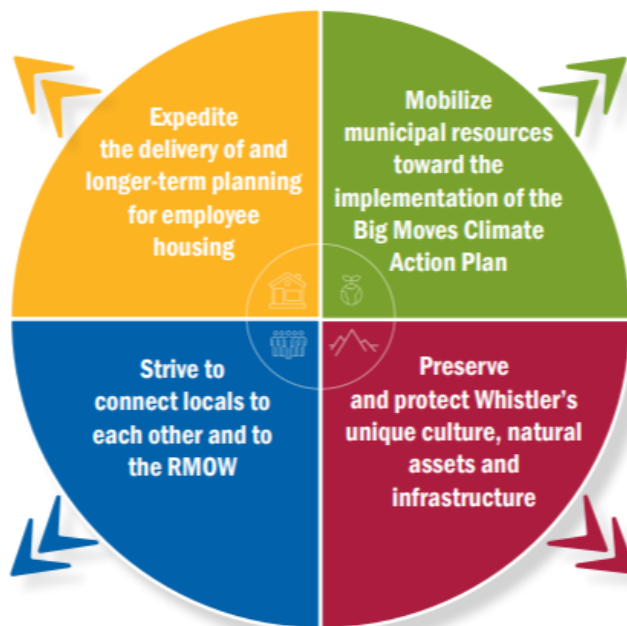 Expedite
the delivery of and
longer-term planning
for employee
housing
Mobilize
municipal resources
toward the
implementation of the
Big Moves Climate
Action Plan
Strive to
connect locals to
each other and to
the RMOW
Preserve
and protect Whistler's
unique culture, natural
assets and
infrastructure